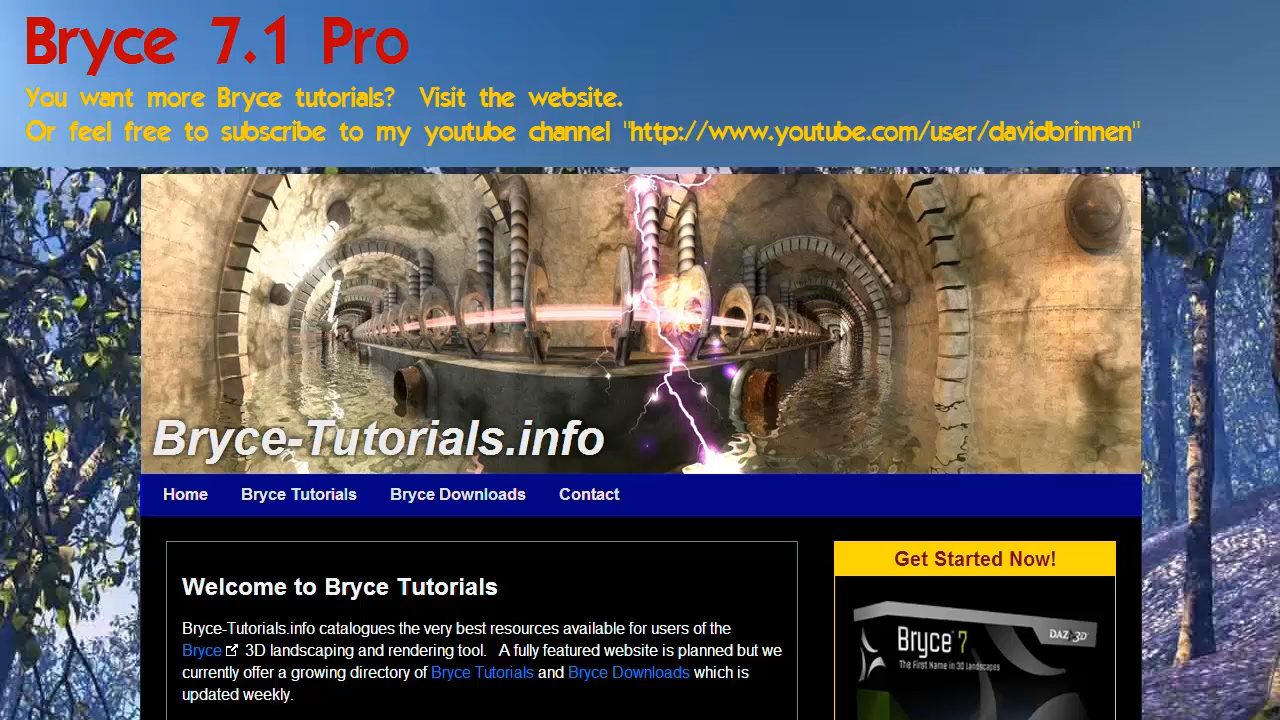 Bryce 7.1 Pro
You want more Bryce tutorials? Visit the website.
Or feel free to subscribe to my youtube channel "http://www.youtube.com/user/davidbrinnen"
Bryce-Tutorials.info
Home Bryce Tutorials Bryce Downloads Contact
Welcome to Bryce Tutorials
Bryce-Tutorials.info catalogues the very best resources available for users of the
Bryce 3D landscaping and rendering tool. A fully featured website is planned but we
currently offer a growing directory of Bryce Tutorials and Bryce Downloads which is
updated weekly.
Get Started Now!
Bryce 7
DAZ 3D
The First Name in 3D Landscapes